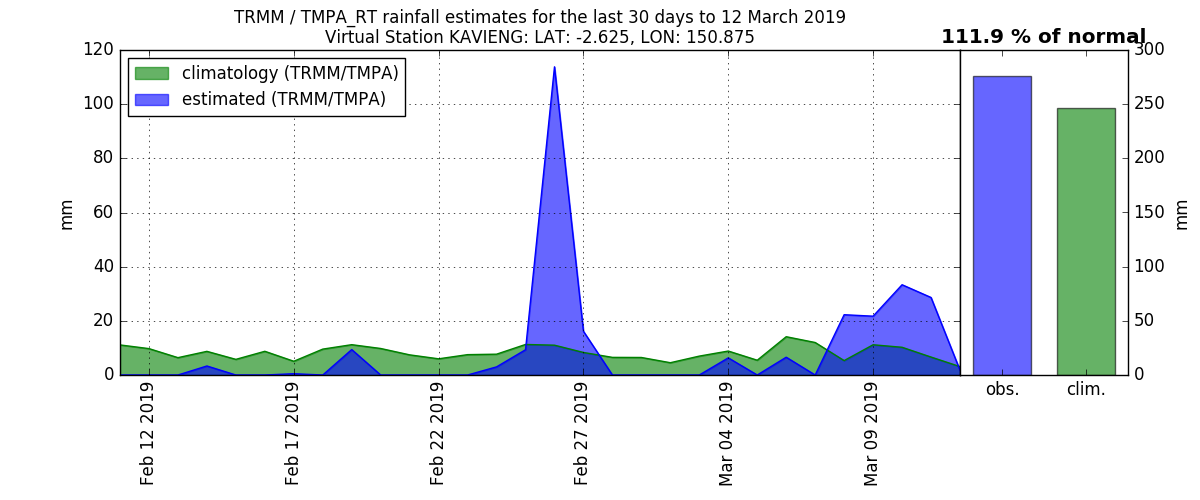 TRMM / TMPA_RT rainfall estimates for the last 30 days to 12 March 2019
Virtual Station KAVIENG: LAT: -2.625, LON: 150.875
111.9 % of normal
climatology (TRMM/TMPA)
estimated (TRMM/TMPA)
120
100
80
60
40
20
0
mm
Feb 12 2019
Feb 17 2019
Feb 22 2019
Feb 27 2019
Mar 04 2019
Mar 09 2019
300
250
200
150
100
50
0
mm
obs.
clim.